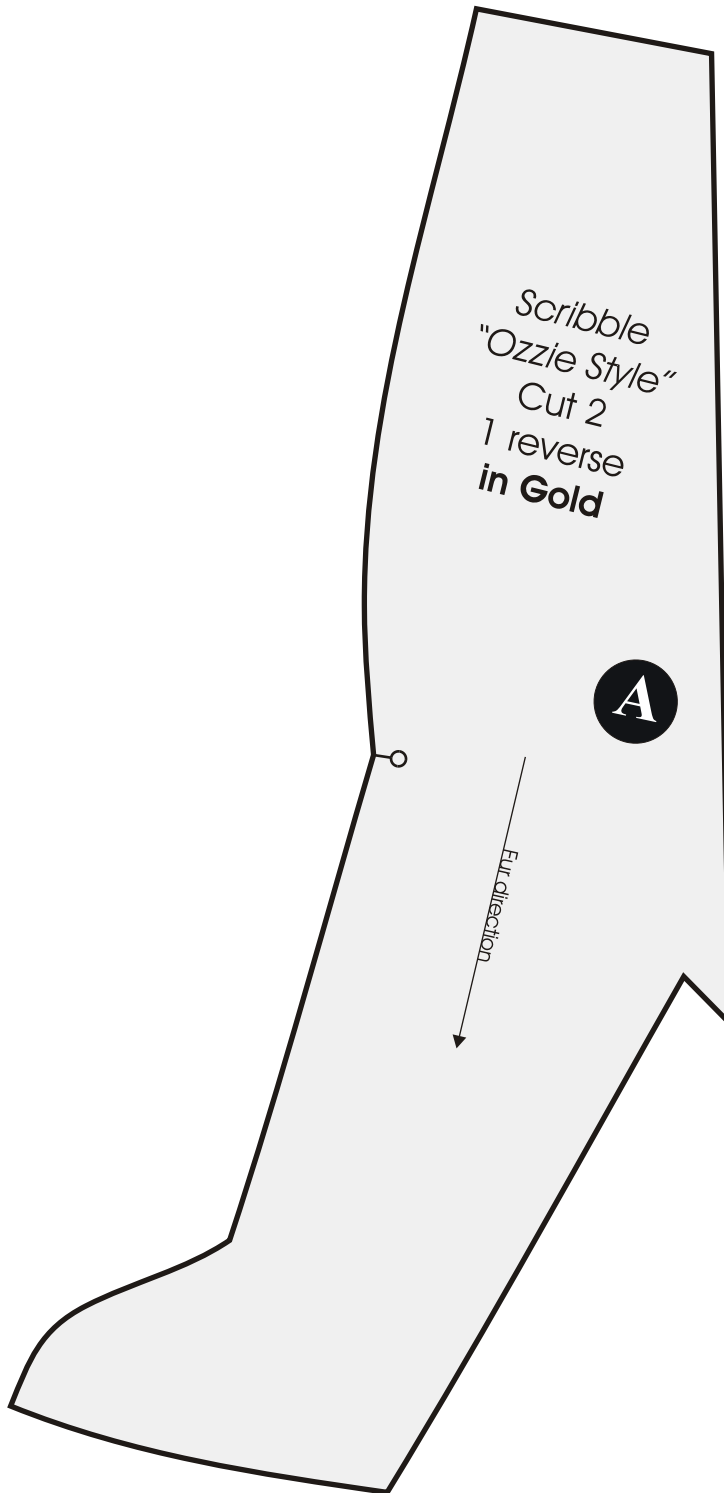 Scribble
"Ozzie Style"
Cut 2
1 reverse
in Gold
A
Fur direction